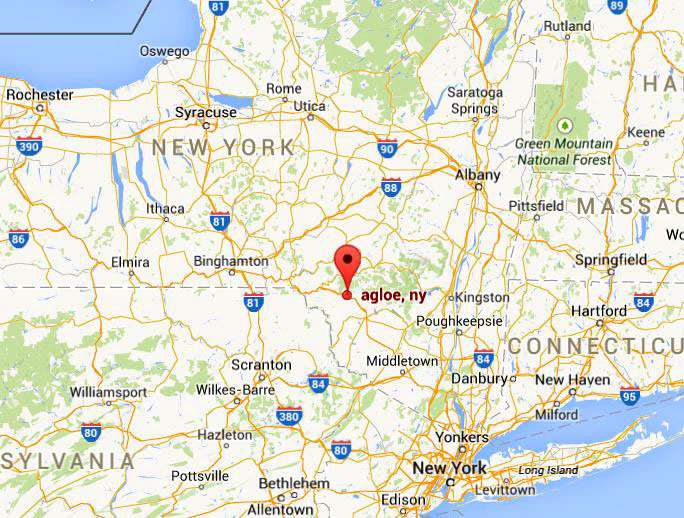 81
89
Oswego
Rutland
Rochester
Rome
Saratoga
Springs
HA
Syracuse
Utica
390
NEW YORK
90
Green Mountain
National Forest
Keene
Albany
88
Ithaca
81
Pittsfield
MASSAC
86
Wo
Elmira
Binghamton
Springfield
agloe, ny
Kingston
81
84
Hartford
Poughkeepsie
CONNECTICU
Scranton
Middletown
84
Danbury
New Haven
Williamsport
Wilkes-Barre
84
95
380
Milford
80
Hazleton
80
Yonkers
SYLVANIA
New York
Long Island
Pottsville
Bethlehem
Levittown
Allentown
Edison